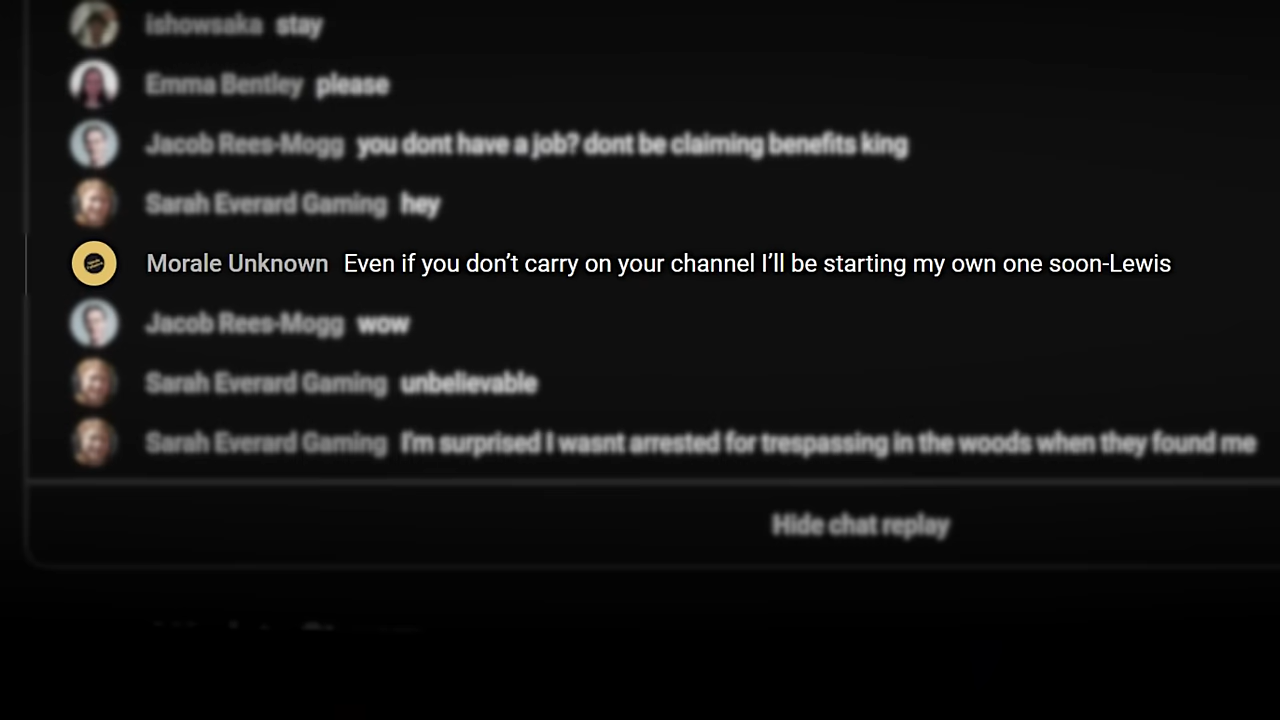 ishowsaka stay
Emma Bentley please
Jacob Rees-Mogg you dont have a job? dont be claiming benefits king
Sarah Everard Gaming hey
Morale Unknown Even if you don’t carry on your channel I’ll be starting my own one soon-Lewis
Jacob Rees-Mogg wow
Sarah Everard Gaming unbelievable
Sarah Everard Gaming I'm surprised I wasnt arrested for trespassing in the woods when they found me
Hide chat replay